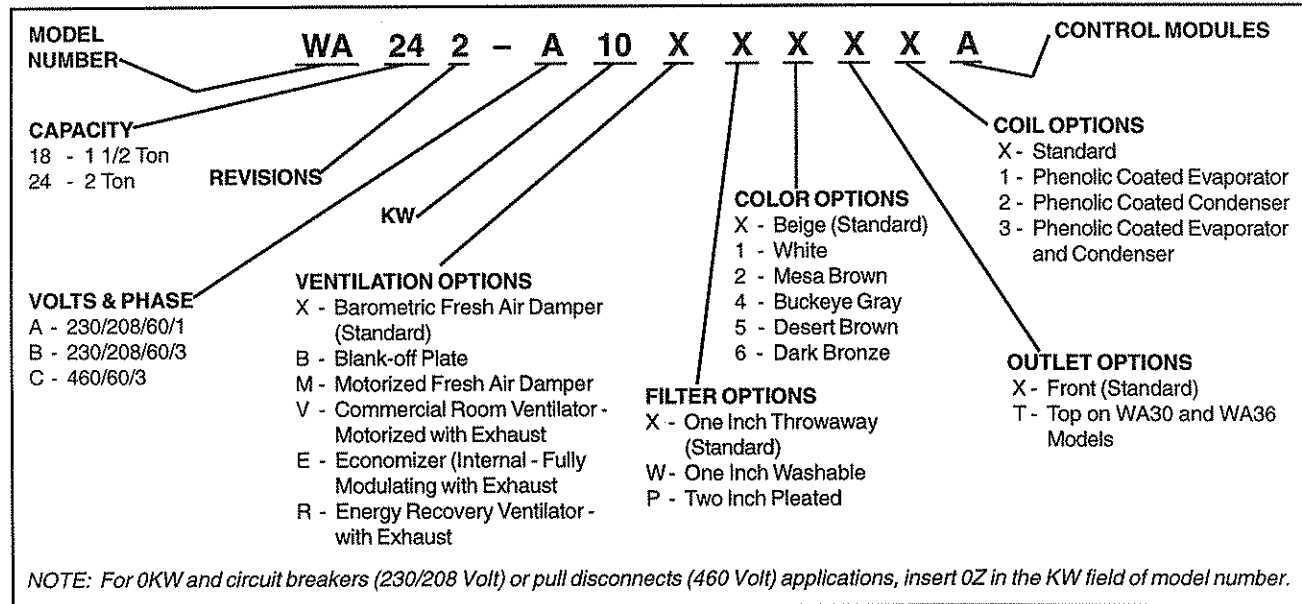 MODEL NUMBER
WA 24 2 – A 10 X X X X X A
CONTROL MODULES
CAPACITY
18 - 1 1/2 Ton
24 - 2 Ton
REVISIONS
KW
VOLTS & PHASE
A - 230/208/60/1
B - 230/208/60/3
C - 460/60/3
VENTILATION OPTIONS
X - Barometric Fresh Air Damper
(Standard)
B - Blank-off Plate
M - Motorized Fresh Air Damper
V - Commercial Room Ventilator -
Motorized with Exhaust
E - Economizer (Internal - Fully
Modulating with Exhaust
R - Energy Recovery Ventilator -
with Exhaust
FILTER OPTIONS
X - One Inch Throwaway
(Standard)
W - One Inch Washable
P - Two Inch Pleated
COLOR OPTIONS
X - Beige (Standard)
1 - White
2 - Mesa Brown
4 - Buckeye Gray
5 - Desert Brown
6 - Dark Bronze
OUTLET OPTIONS
X - Front (Standard)
T - Top on WA30 and WA36
Models
COIL OPTIONS
X - Standard
1 - Phenolic Coated Evaporator
2 - Phenolic Coated Condenser
3 - Phenolic Coated Evaporator
and Condenser
NOTE: For 0KW and circuit breakers (230/208 Volt) or pull disconnects (460 Volt) applications, insert 0Z in the KW field of model number.